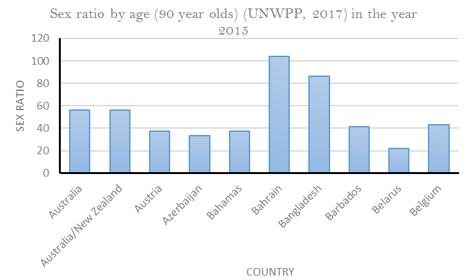 Sex ratio by age (90 year olds) (UNWPP, 2017) in the year
2015
120
100
80
60
40
20
0
SEX RATIO
Australia
Australia/New Zealand
Austria
Azerbaijan
Bahamas
Bahrain
Bangladesh
Barbados
Belarus
Belgium
COUNTRY